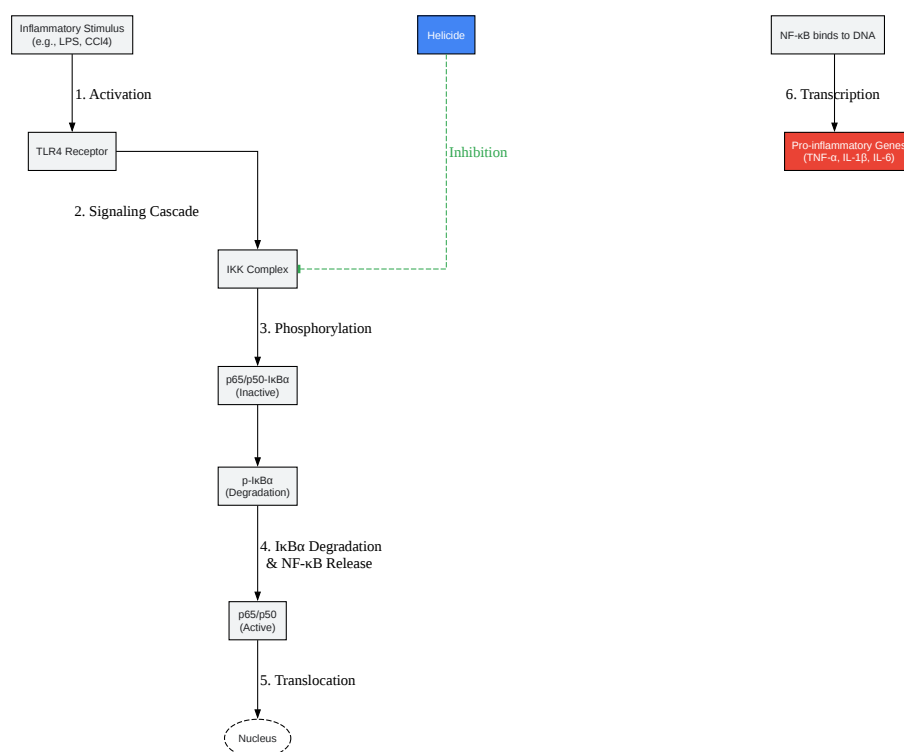 Inflammatory Stimulus
(e.g., LPS, CCl4)
Helicide
NF-κB binds to DNA
1. Activation
6. Transcription
TLR4 Receptor
Inhibition
Pro-inflammatory Genes
(TNF-α, IL-1β, IL-6)
2. Signaling Cascade
IKK Complex
3. Phosphorylation
p65/p50-IκBα
(Inactive)
p-IκBα
(Degradation)
4. IκBα Degradation
& NF-κB Release
p65/p50
(Active)
5. Translocation
Nucleus